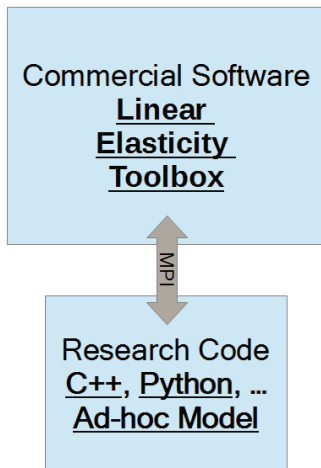 Commercial Software
Linear
Elasticity
Toolbox
MPI
Research Code
C++, Python, ...
Ad-hoc Model